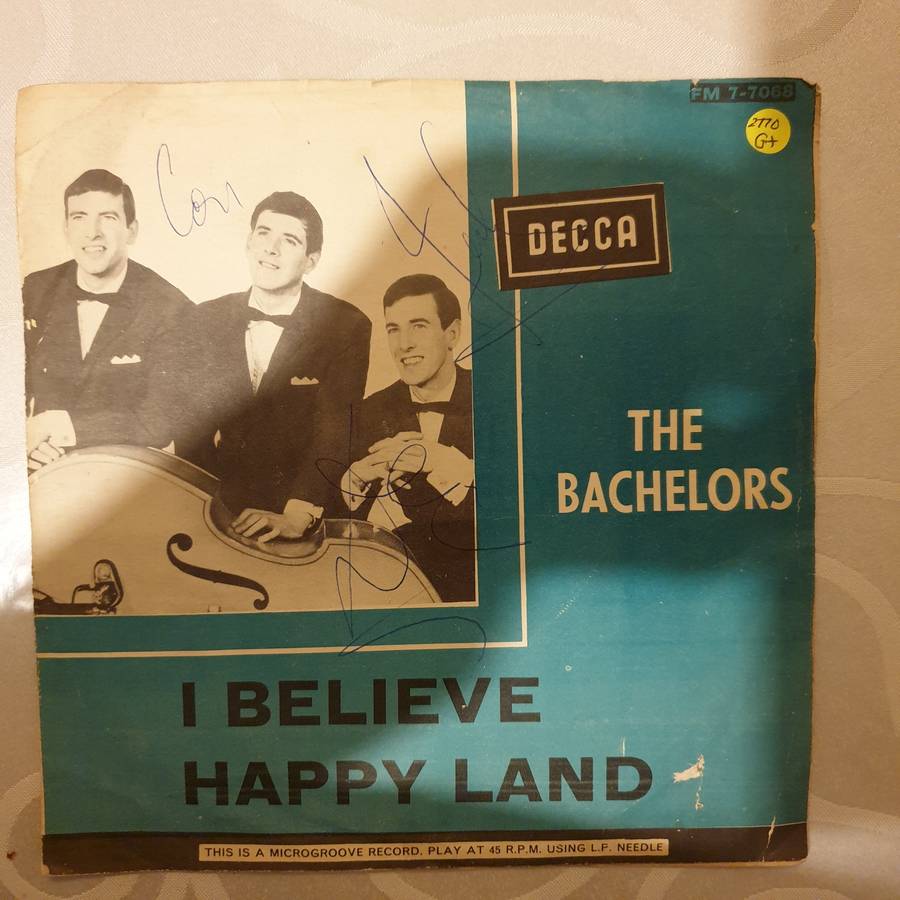 FM 7-7068
2770
G+
Con
DECCA
THE
BACHELORS
I BELIEVE
HAPPY LAND
THIS IS A MICROGROOVE RECORD. PLAY AT 45 R.P.M. USING L.P. NEEDLE